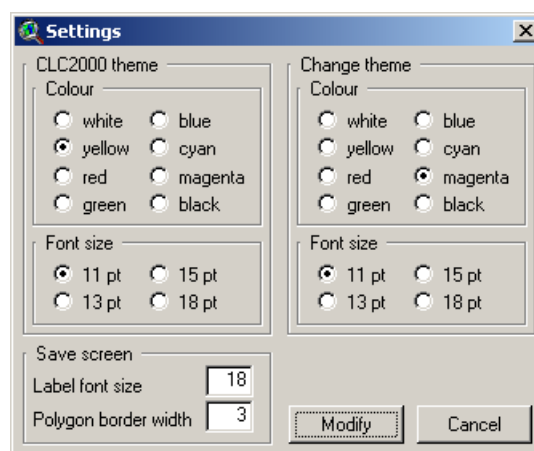 Settings
CLC2000 theme
Colour
white blue
yellow cyan
red magenta
green black
Font size
11 pt 15 pt
13 pt 18 pt
Change theme
Colour
white blue
yellow cyan
red magenta
green black
Font size
11 pt 15 pt
13 pt 18 pt
Save screen
Label font size 18
Polygon border width 3
Modify Cancel